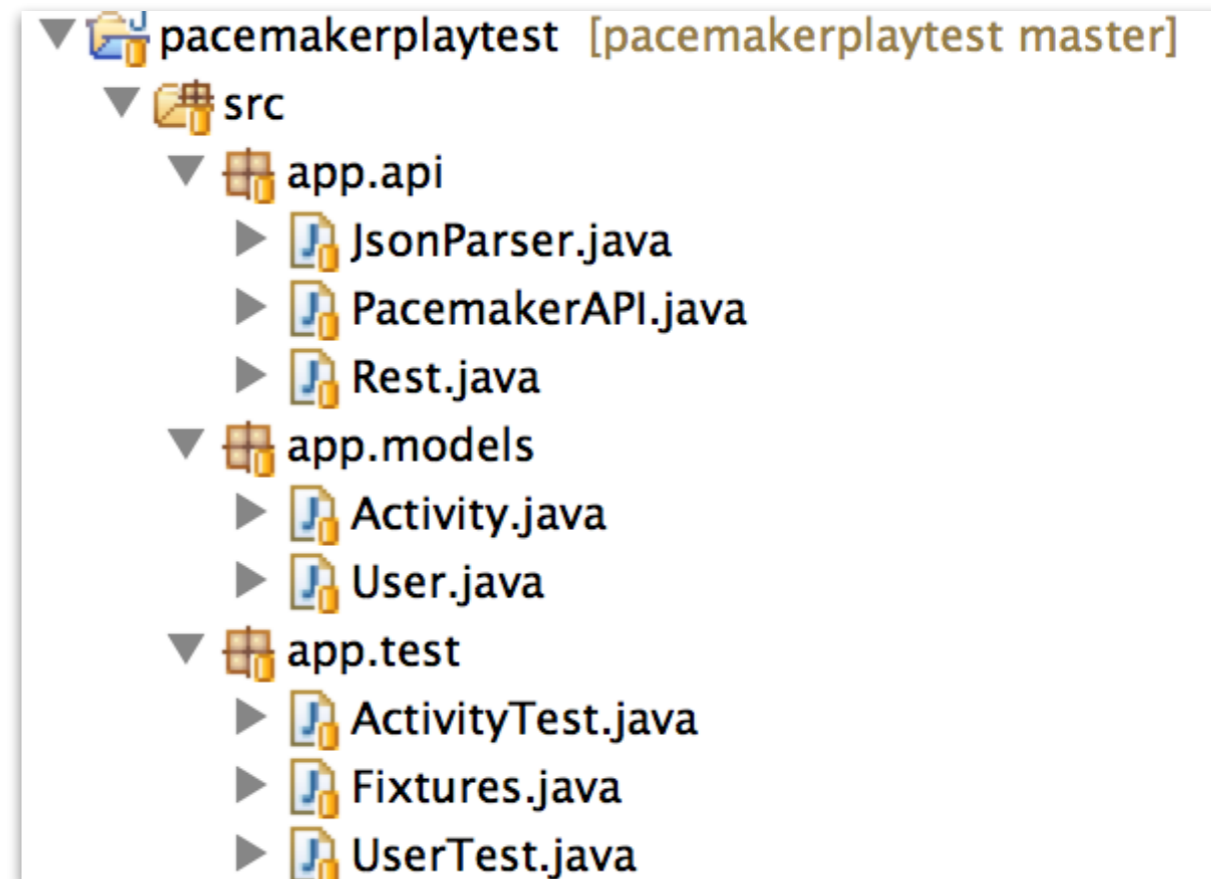 pacemakerplaytest [pacemakerplaytest master]
src
app.api
JsonParser.java
PacemakerAPI.java
Rest.java
app.models
Activity.java
User.java
app.test
ActivityTest.java
Fixtures.java
UserTest.java